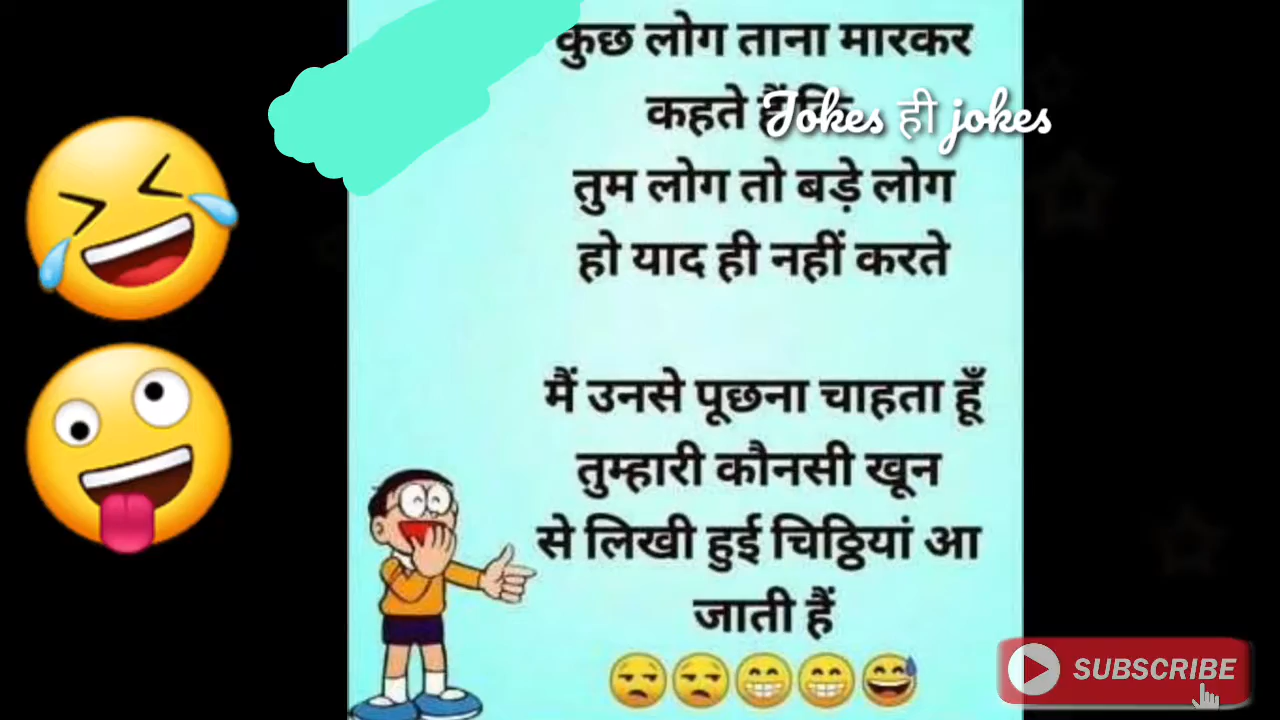 कुछ लोग ताना मारकर
कहते हैं
Jokes ही jokes
तुम लोग तो बड़े लोग
हो याद ही नहीं करते
मैं उनसे पूछना चाहता हूँ
तुम्हारी कौनसी खून
से लिखी हुई चिठ्ठियां आ
जाती हैं
SUBSCRIBE